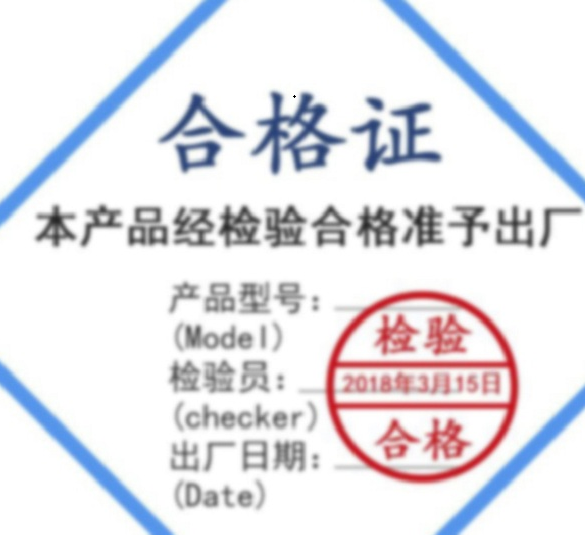 合格证
本产品经检验合格准予出厂
产品型号：
(Model)
检验员：
(checker)
出厂日期：
(Date)
检验
2018年3月15日
合格